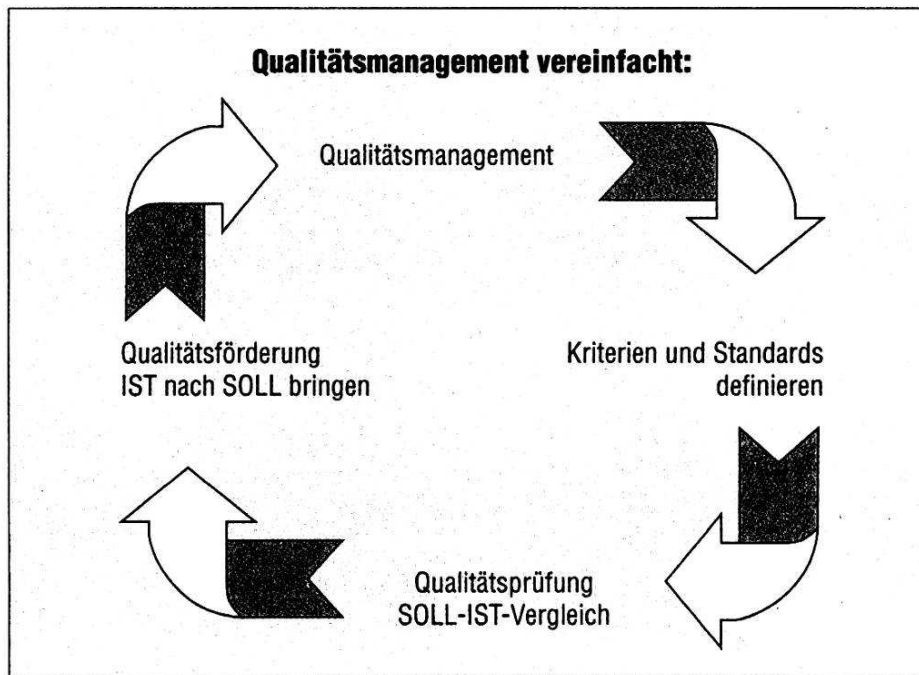 Qualitätsmanagement vereinfacht:
Qualitätsmanagement
Kriterien und Standards
definieren
Qualitätsprüfung
SOLL-IST-Vergleich
Qualitätsförderung
IST nach SOLL bringen